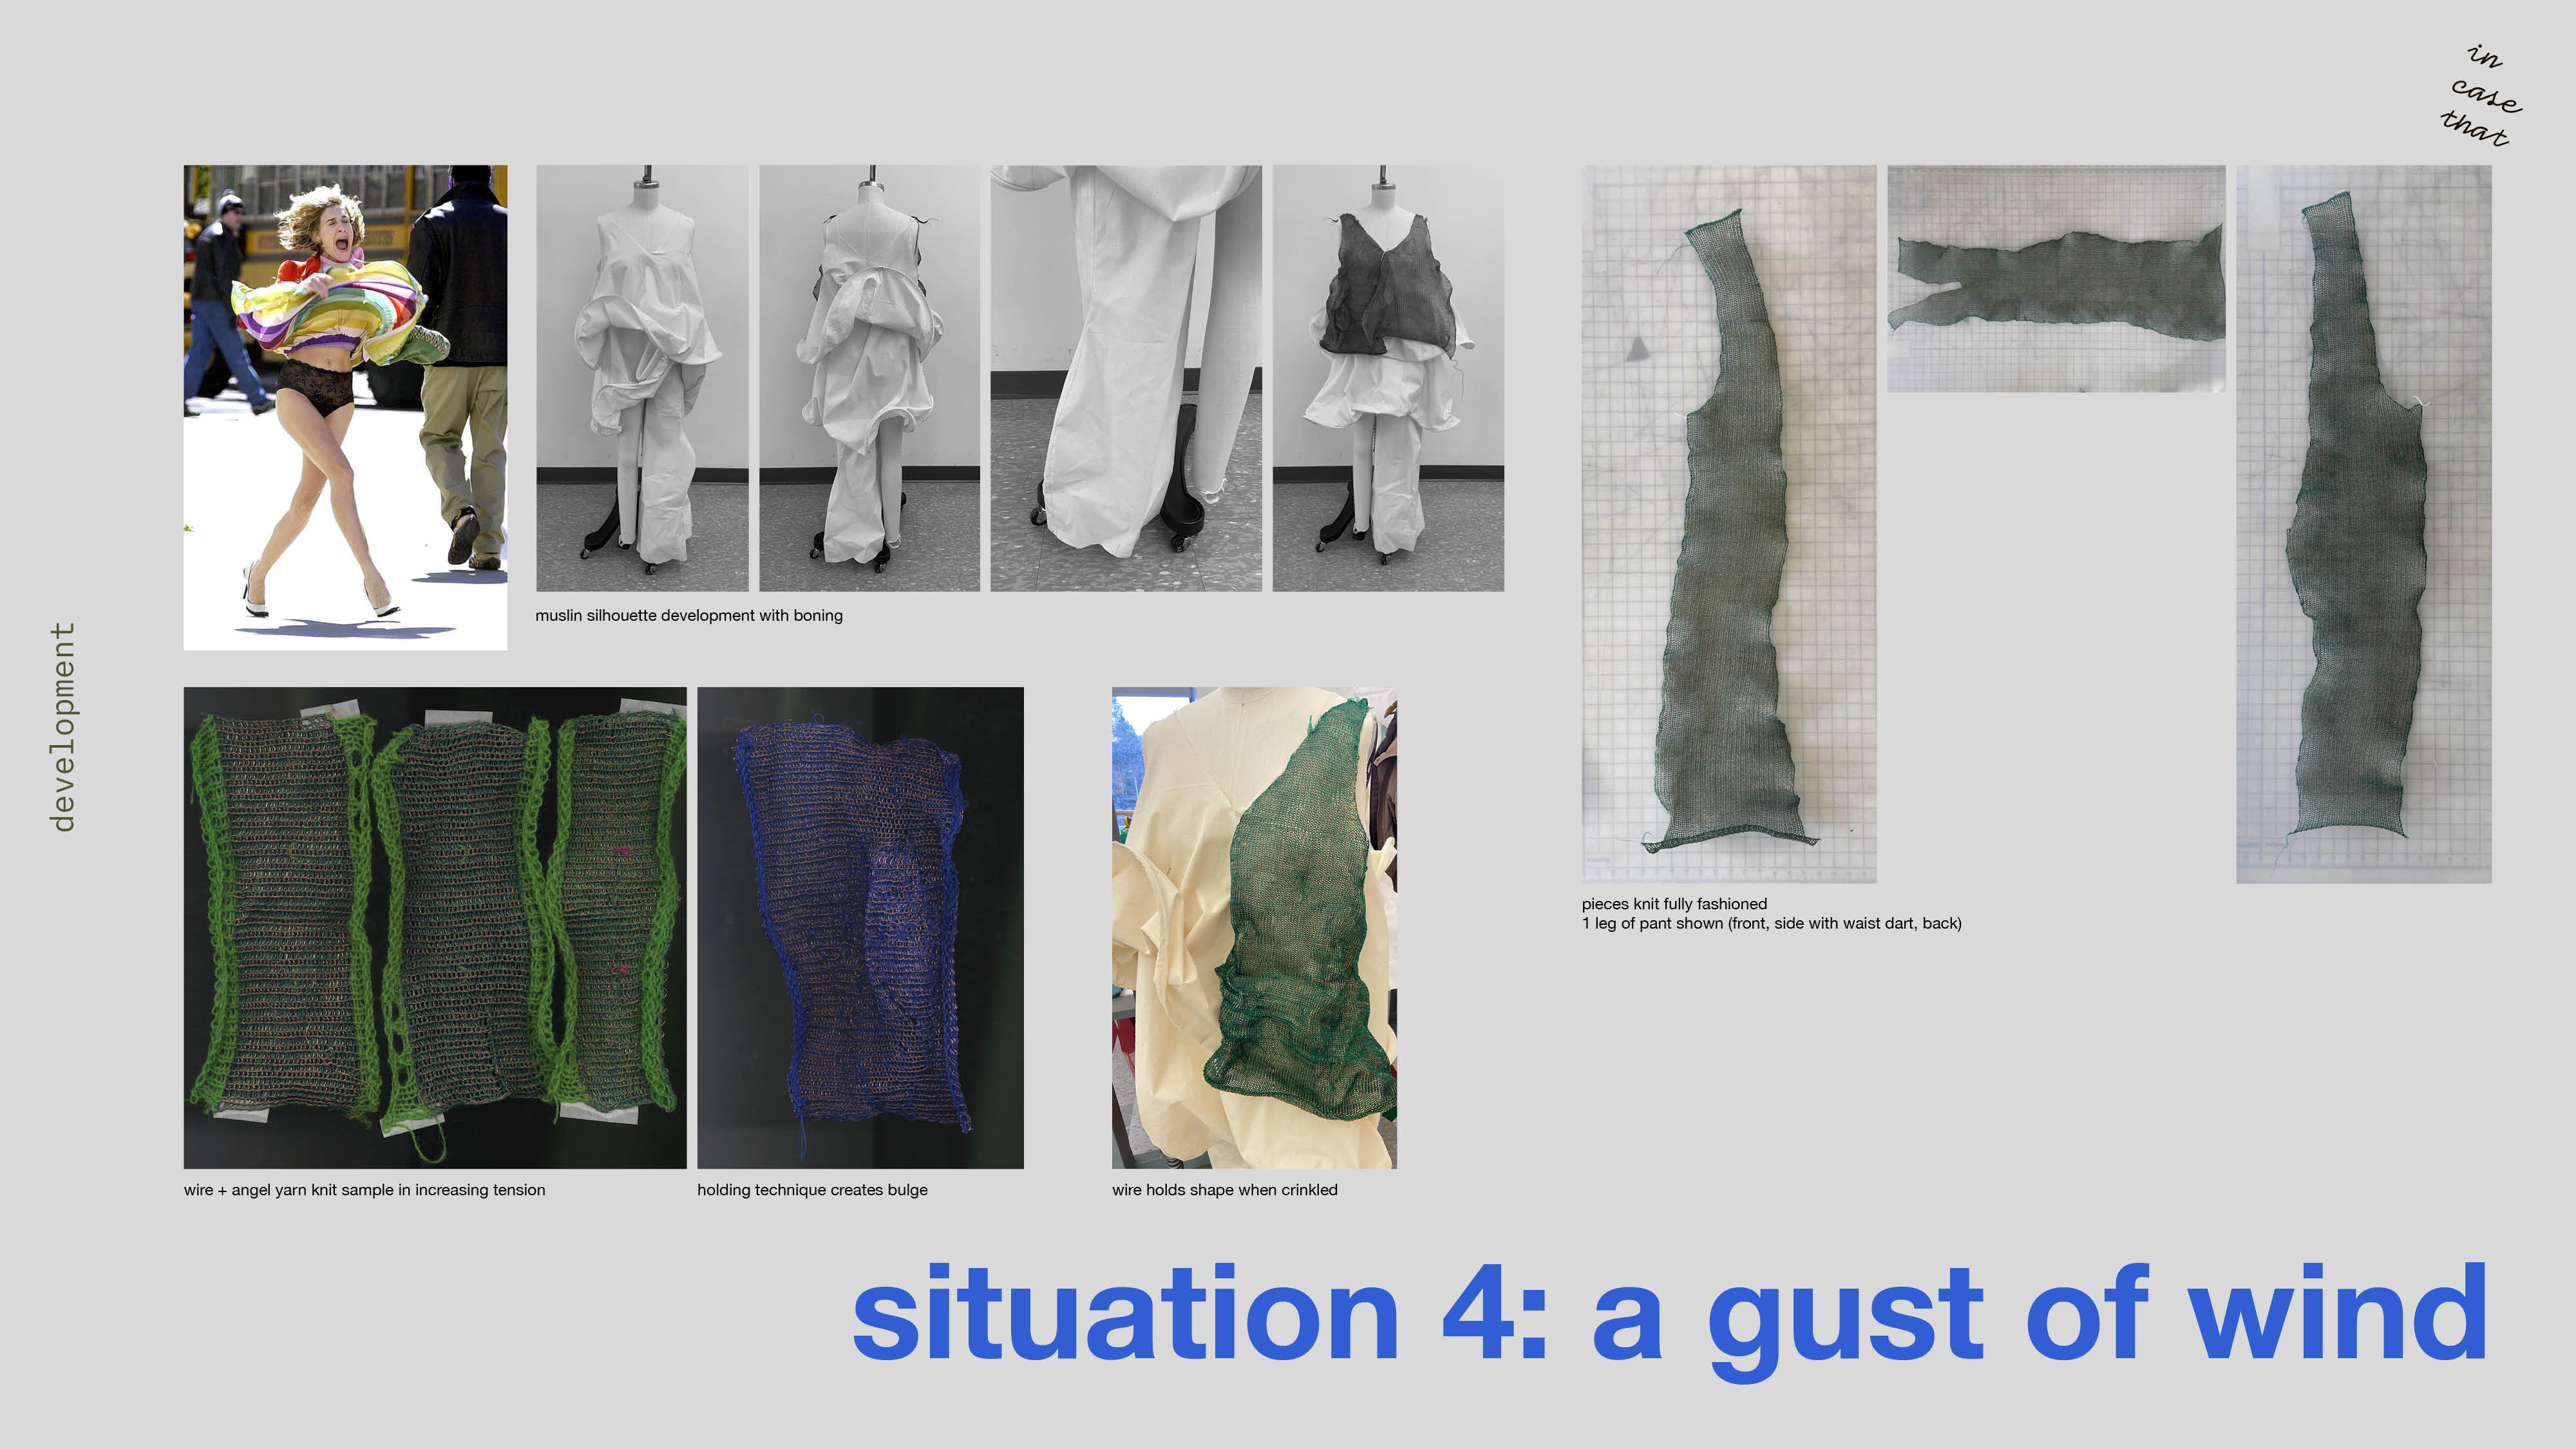 in
case
that
development
muslin silhouette development with boning
pieces knit fully fashioned
1 leg of pant shown (front, side with waist dart, back)
wire + angel yarn knit sample in increasing tension
holding technique creates bulge
wire holds shape when crinkled
situation 4: a gust of wind